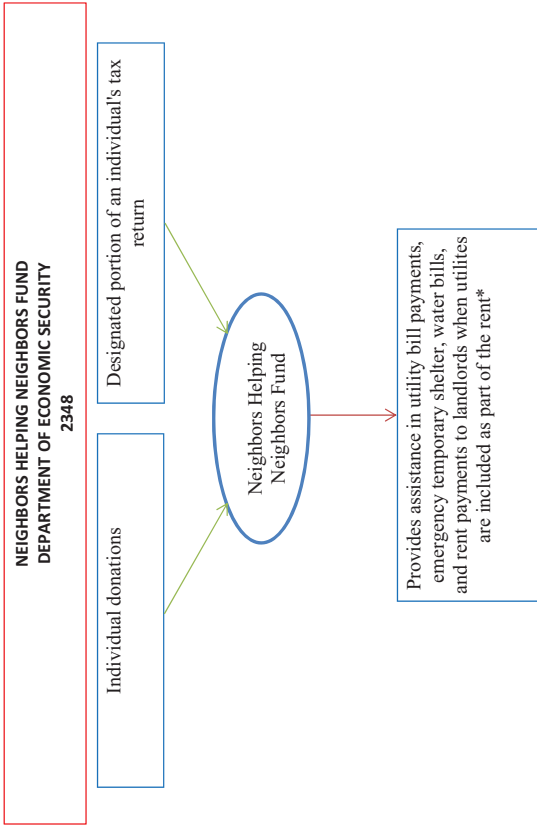 NEIGHBORS HELPING NEIGHBORS FUND
DEPARTMENT OF ECONOMIC SECURITY
2348
Individual donations
Designated portion of an individual's tax
return
Neighbors Helping
Neighbors Fund
Provides assistance in utility bill payments,
emergency temporary shelter, water bills,
and rent payments to landlords when utilites
are included as part of the rent*